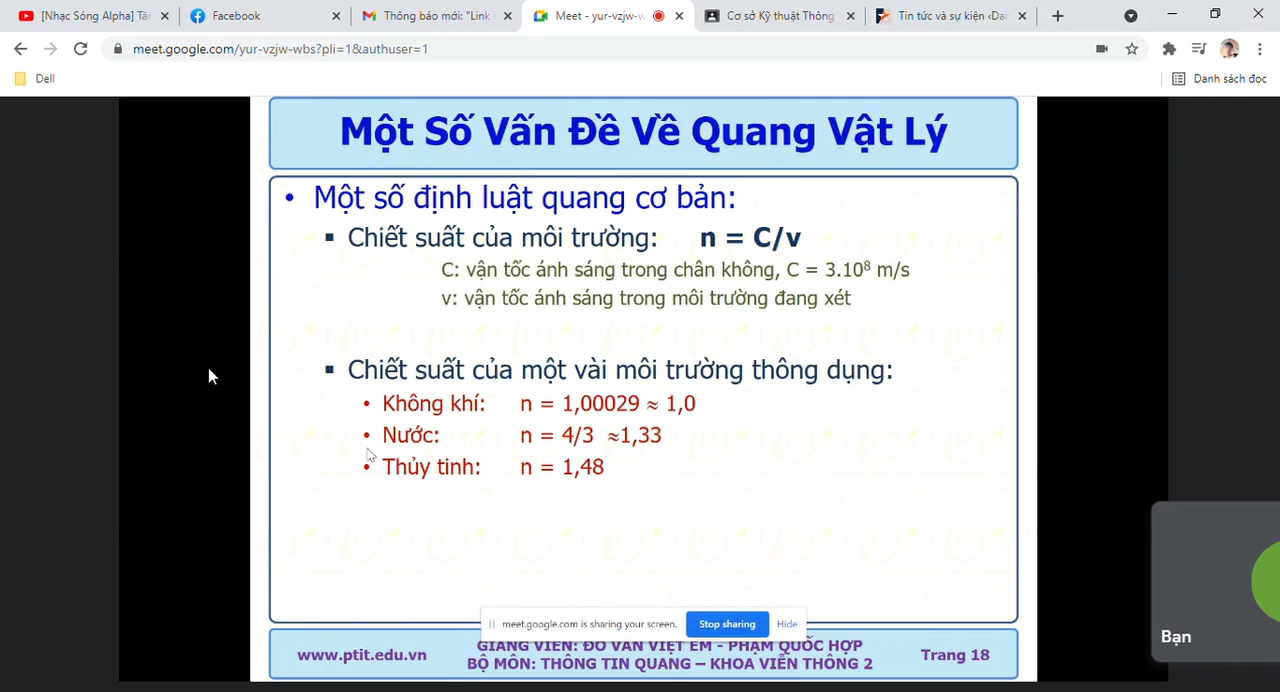 [Nhạc Sóng Alpha] Tăn
Facebook
Thông báo mới: "Link
Meet - yur-vzjw-w
Cơ sở Kỹ thuật Thông
Tin tức và sự kiện
meet.google.com/yur-vzjw-wbs?pli=1&authuser=1
Dell
Danh sách đọc
Một Số Vấn Đề Về Quang Vật Lý
• Một số định luật quang cơ bản:
▪ Chiết suất của môi trường: n = C/v
C: vận tốc ánh sáng trong chân không, C = 3.10⁸ m/s
v: vận tốc ánh sáng trong môi trường đang xét
▪ Chiết suất của một vài môi trường thông dụng:
• Không khí: n = 1,00029 ≈ 1,0
• Nước: n = 4/3 ≈1,33
• Thủy tinh: n = 1,48
meet.google.com is sharing your screen. Stop sharing Hide
Bạn
www.ptit.edu.vn
GIẢNG VIÊN: ĐỖ VĂN VIỆT EM - PHẠM QUỐC HỢP
BỘ MÔN: THÔNG TIN QUANG – KHOA VIỄN THÔNG 2
Trang 18